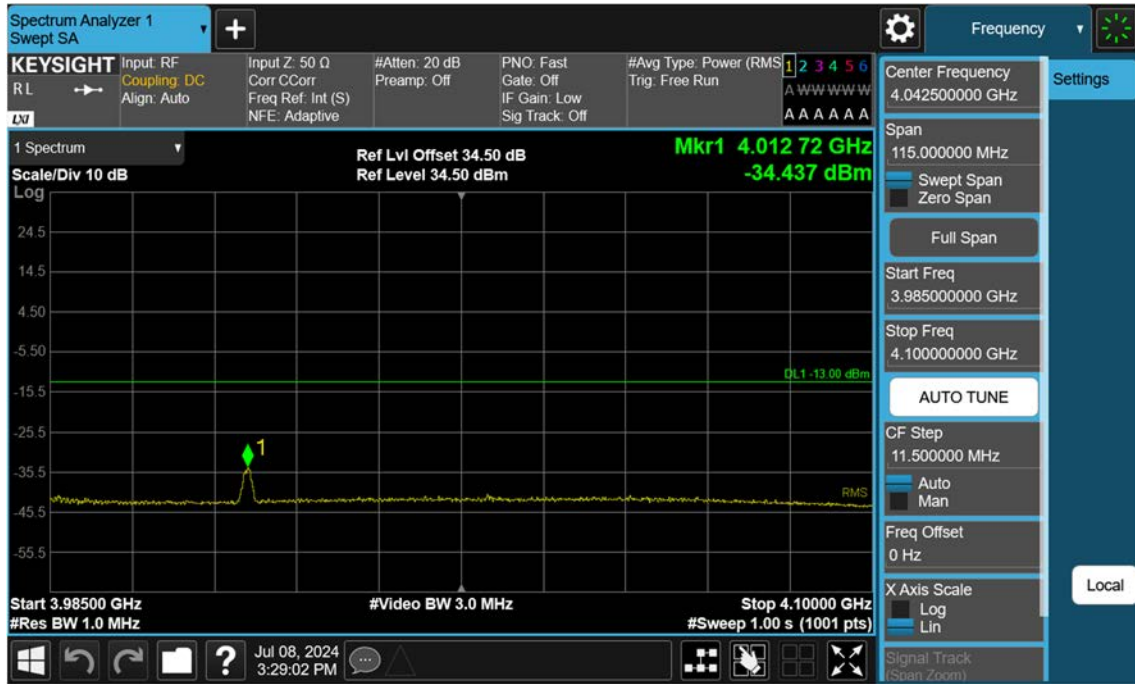 Spectrum Analyzer 1
Swept SA
Frequency
KEYSIGHT
RL
LXI
Input: RF
Coupling: DC
Align: Auto
Input Z: 50 Ω
Corr CCorr
Freq Ref: Int (S)
NFE: Adaptive
#Atten: 20 dB
Preamp: Off
PNO: Fast
Gate: Off
IF Gain: Low
Sig Track: Off
#Avg Type: Power (RMS
Trig: Free Run
1 2 3 4 5 6
A W W W W W
A A A A A A
1 Spectrum
Scale/Div 10 dB
Ref Lvl Offset 34.50 dB
Ref Level 34.50 dBm
Mkr1 4.012 72 GHz
-34.437 dBm
Log
24.5
14.5
4.50
-5.50
DL1 -13.00 dBm
-15.5
-25.5
1
-35.5
RMS
-45.5
-55.5
Start 3.98500 GHz
#Video BW 3.0 MHz
Stop 4.10000 GHz
#Res BW 1.0 MHz
#Sweep 1.00 s (1001 pts)
Center Frequency
4.042500000 GHz
Settings
Span
115.000000 MHz
Swept Span
Zero Span
Full Span
Start Freq
3.985000000 GHz
Stop Freq
4.100000000 GHz
AUTO TUNE
CF Step
11.500000 MHz
Auto
Man
Freq Offset
0 Hz
X Axis Scale
Log
Lin
Local
Signal Track
(Span Zoom)
?
Jul 08, 2024
3:29:02 PM